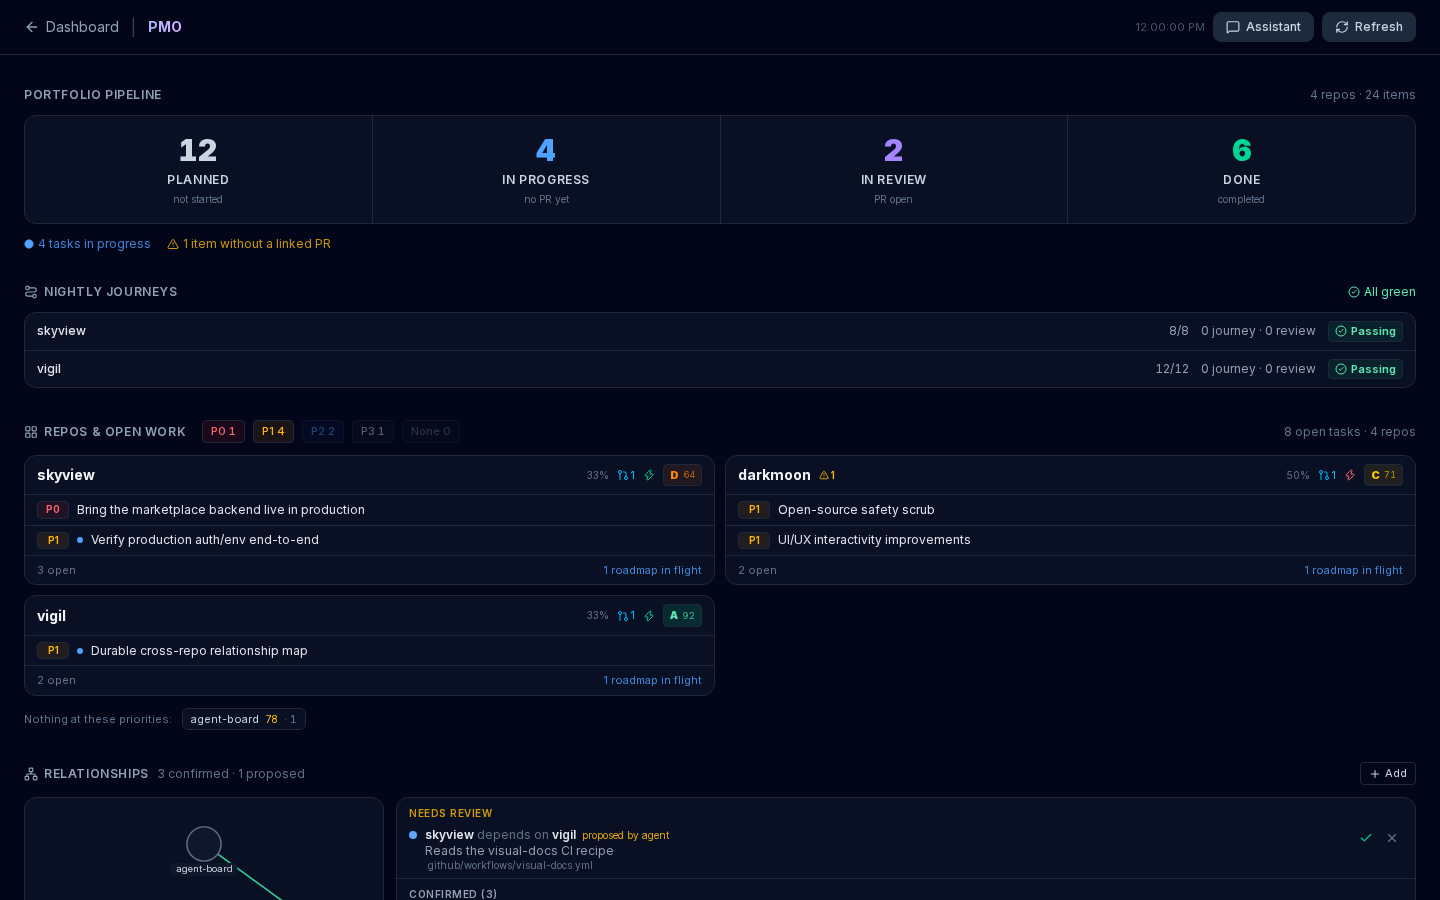 Dashboard | PMO 12:00:00 PM Assistant Refresh
PORTFOLIO PIPELINE 4 repos · 24 items
12 4 2 6
PLANNED IN PROGRESS IN REVIEW DONE
not started no PR yet PR open completed
4 tasks in progress 1 item without a linked PR
NIGHTLY JOURNEYS All green
skyview 8/8 0 journey · 0 review Passing
vigil 12/12 0 journey · 0 review Passing
REPOS & OPEN WORK P0 1 P1 4 P2 2 P3 1 None 0 8 open tasks · 4 repos
skyview 33% 1 D 64
P0 Bring the marketplace backend live in production
P1 Verify production auth/env end-to-end
3 open 1 roadmap in flight
darkmoon 1 50% 1 C 71
P1 Open-source safety scrub
P1 UI/UX interactivity improvements
2 open 1 roadmap in flight
vigil 33% 1 A 92
P1 Durable cross-repo relationship map
2 open 1 roadmap in flight
Nothing at these priorities: agent-board 78 · 1
RELATIONSHIPS 3 confirmed · 1 proposed Add
agent-board
NEEDS REVIEW
skyview depends on vigil proposed by agent
Reads the visual-docs CI recipe
.github/workflows/visual-docs.yml
CONFIRMED (3)